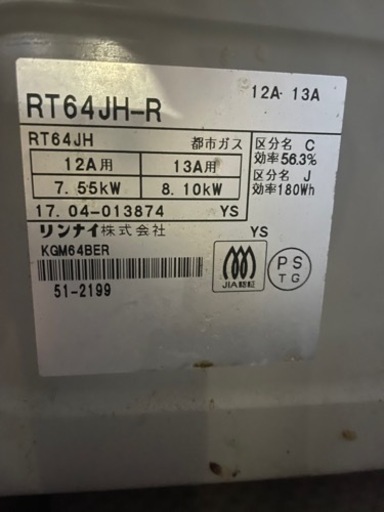 12A・13A
RT64JH-R
RT64JH 都市ガス
12A用 13A用
7.55kW 8.10kW
区分名 C
効率56.3%
区分名 J
効率180Wh
17.04-013874 YS
リンナイ株式会社 YS
KGM64BER
51-2199
JIA認証
PS
TG